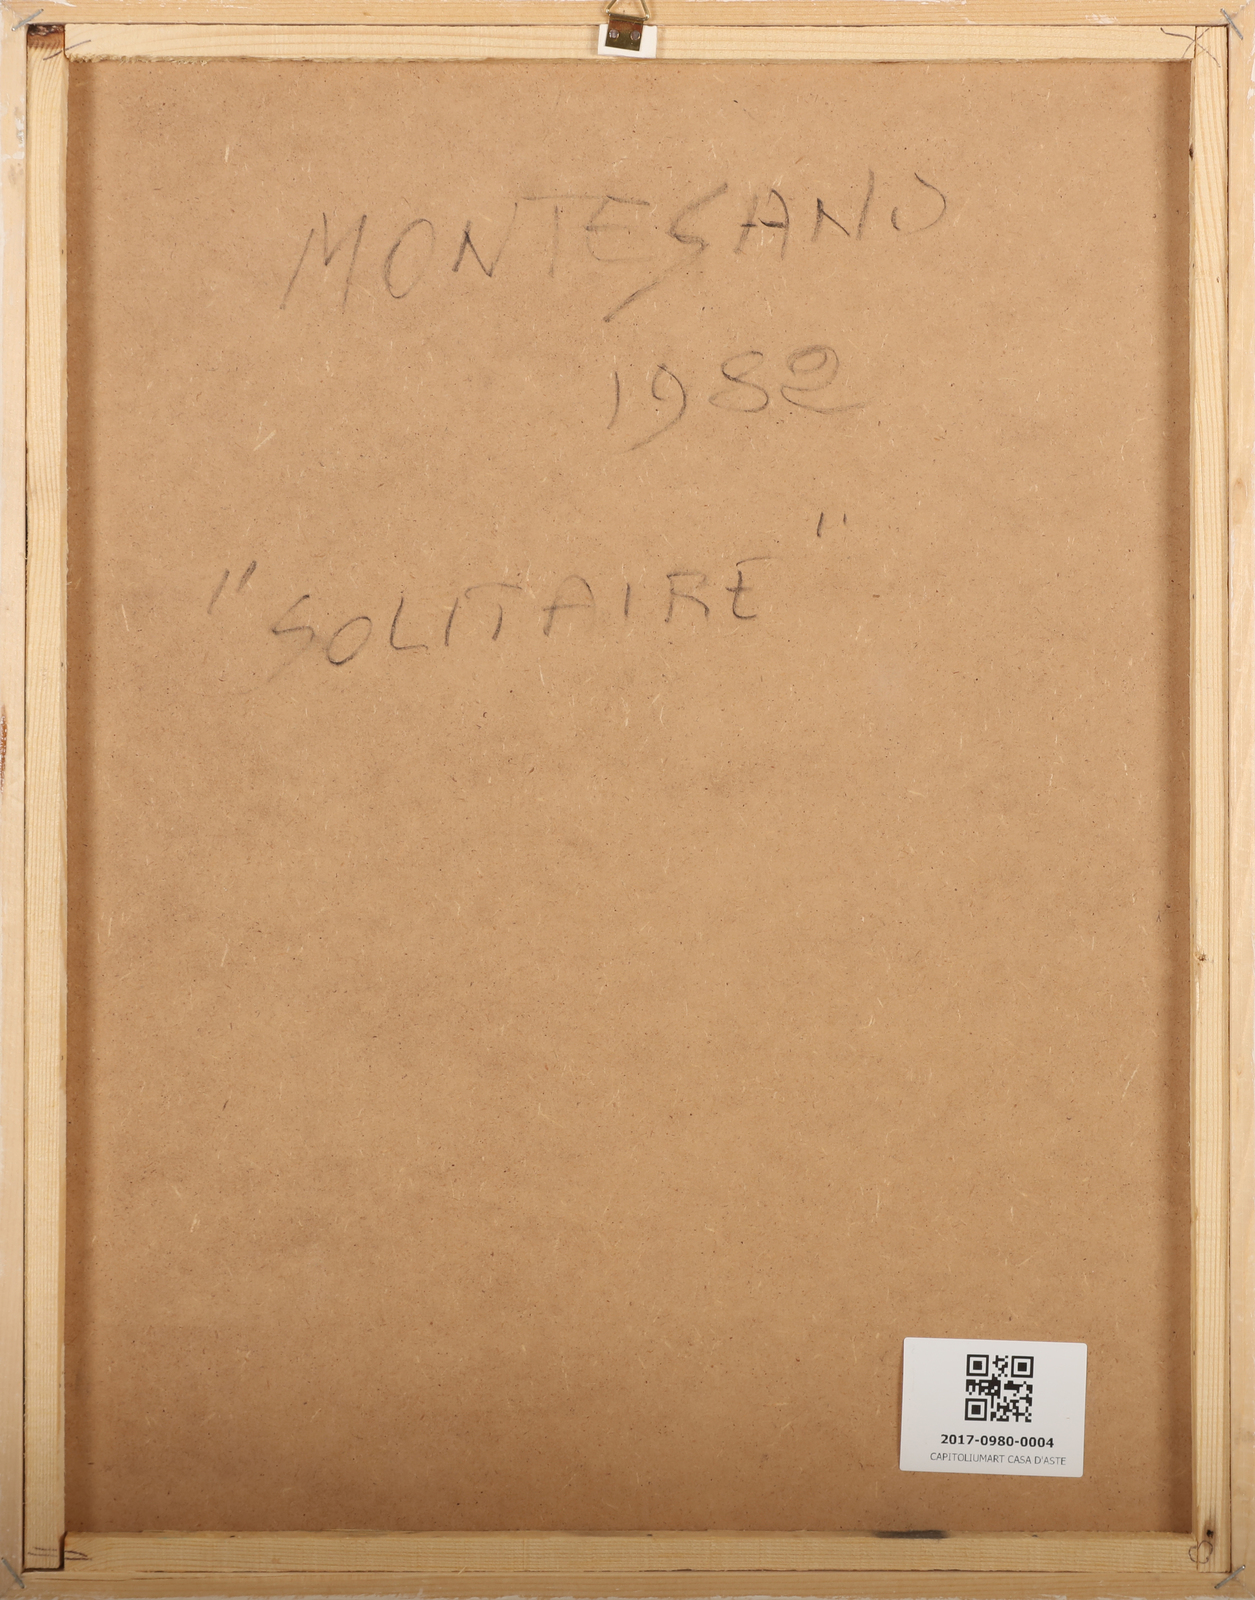 MONTESANO
1982
"SOLITAIRE"
2017-0980-0004
CAPITOLIUMART CASA D'ASTE